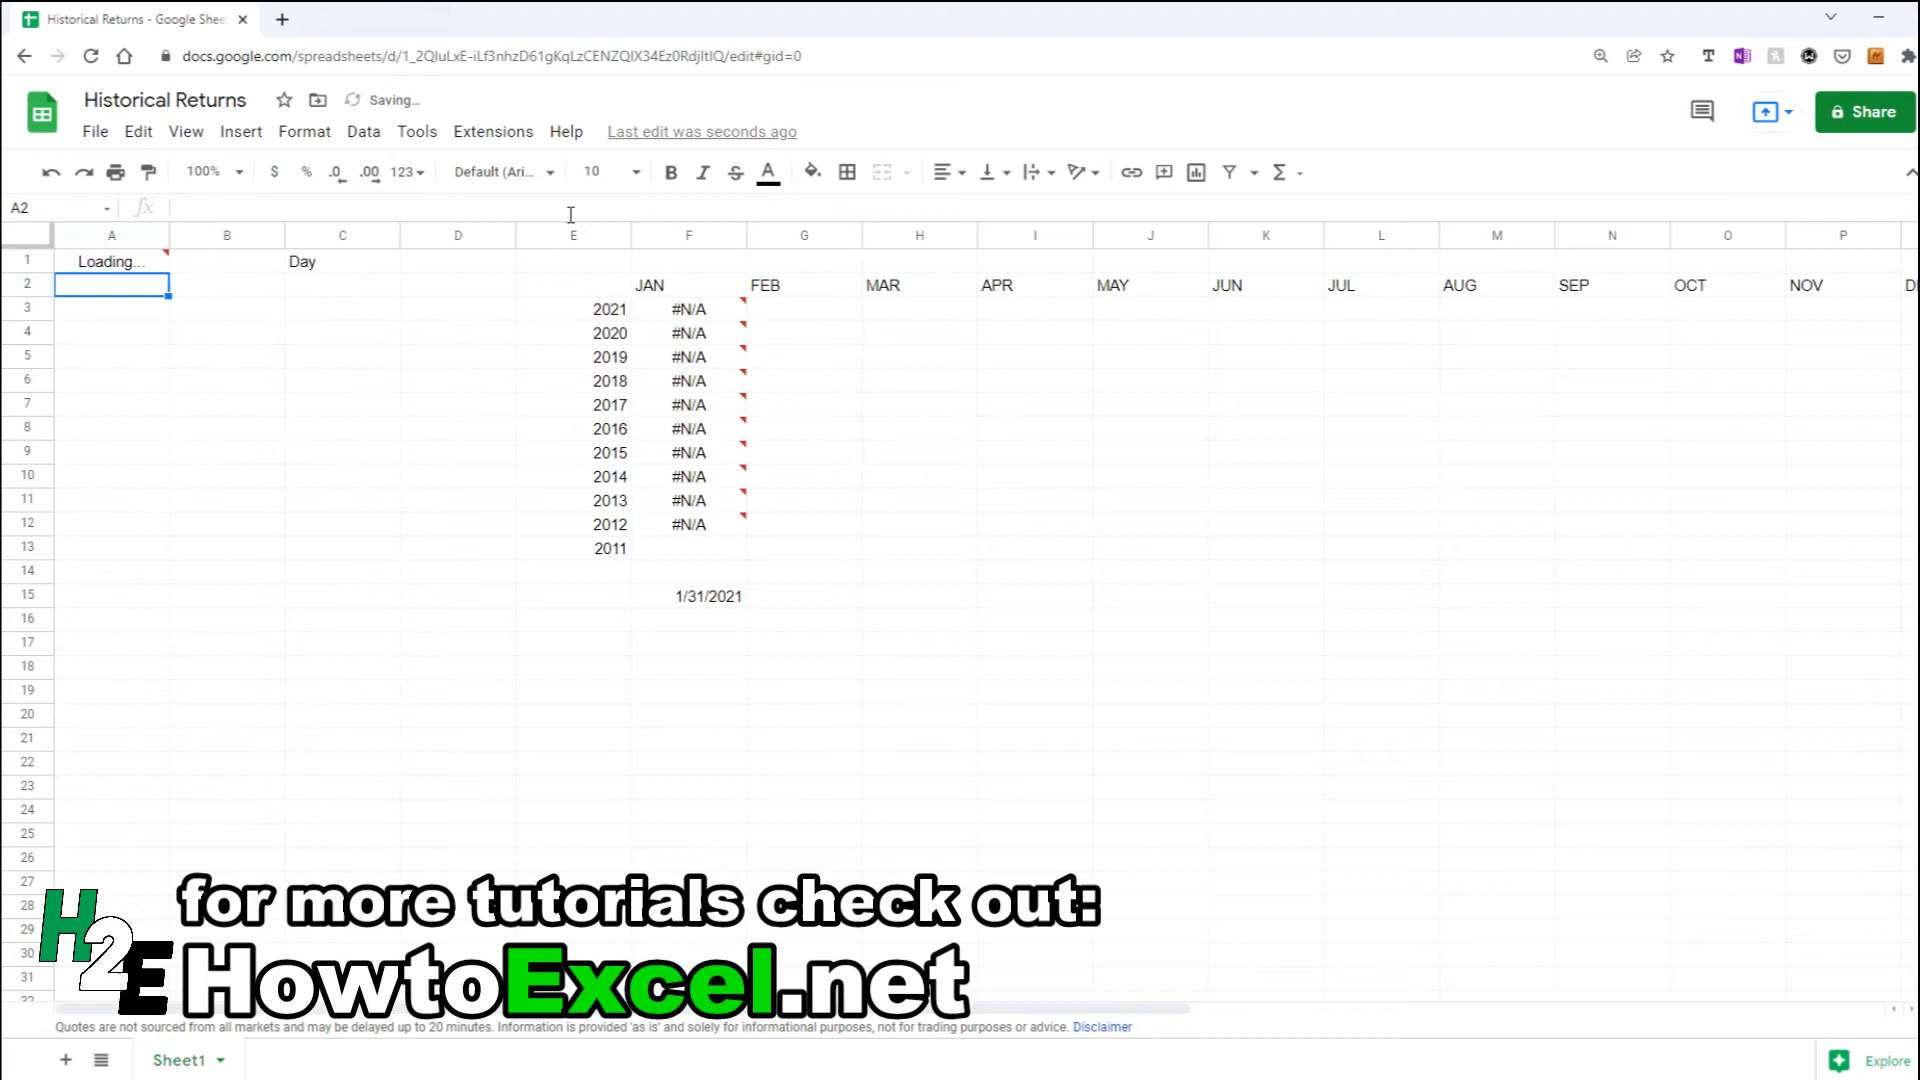 Historical Returns - Google Shee
docs.google.com/spreadsheets/d/1_2QIuLxE-iLf3nhzD61gKqLzCENZQIX34Ez0RdjItIQ/edit#gid=0
Historical Returns Saving...
File Edit View Insert Format Data Tools Extensions Help Last edit was seconds ago
Share
100% $ % .0 .00 123 Default (Ari... 10 B I S A Σ
A2 fx
A B C D E F G H I J K L M N O P
1 Loading... Day
2 JAN FEB MAR APR MAY JUN JUL AUG SEP OCT NOV
3 2021 #N/A
4 2020 #N/A
5 2019 #N/A
6 2018 #N/A
7 2017 #N/A
8 2016 #N/A
9 2015 #N/A
10 2014 #N/A
11 2013 #N/A
12 2012 #N/A
13 2011
14
15 1/31/2021
16
17
18
19
20
21
22
23
24
25
26
27
28
29
30
31
32
H2E
for more tutorials check out:
HowtoExcel.net
Quotes are not sourced from all markets and may be delayed up to 20 minutes. Information is provided 'as is' and solely for informational purposes, not for trading purposes or advice. Disclaimer
Sheet1
Explore